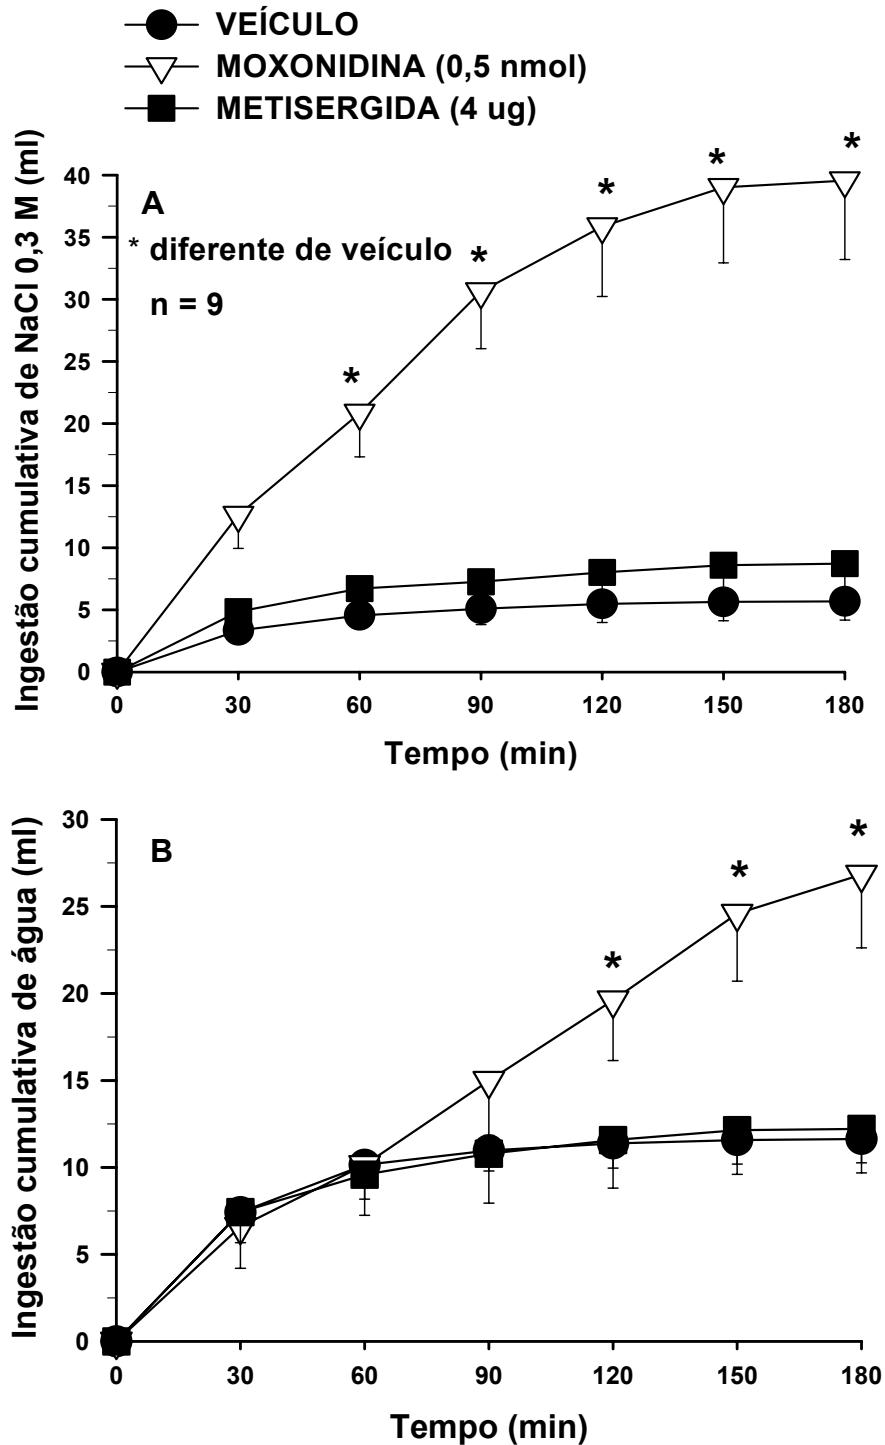 VEÍCULO
MOXONIDINA (0,5 nmol)
METISERGIDA (4 ug)
Ingestão cumulativa de NaCl 0,3 M (ml)
40
35
30
25
20
15
10
5
0
A
* diferente de veículo
n = 9
* * * * *
0 30 60 90 120 150 180
Tempo (min)
Ingestão cumulativa de água (ml)
30
25
20
15
10
5
0
B
* * *
0 30 60 90 120 150 180
Tempo (min)